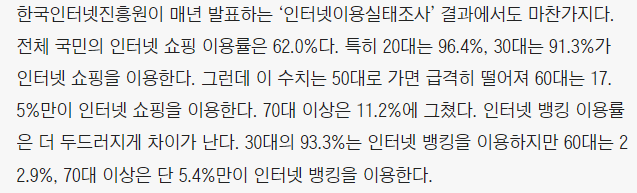 한국인터넷진흥원이 매년 발표하는 ‘인터넷이용실태조사’ 결과에서도 마찬가지다.
전체 국민의 인터넷 쇼핑 이용률은 62.0%다. 특히 20대는 96.4%, 30대는 91.3%가
인터넷 쇼핑을 이용한다. 그런데 이 수치는 50대로 가면 급격히 떨어져 60대는 17.
5%만이 인터넷 쇼핑을 이용한다. 70대 이상은 11.2%에 그쳤다. 인터넷 뱅킹 이용률
은 더 두드러지게 차이가 난다. 30대의 93.3%는 인터넷 뱅킹을 이용하지만 60대는 2
2.9%, 70대 이상은 단 5.4%만이 인터넷 뱅킹을 이용한다.